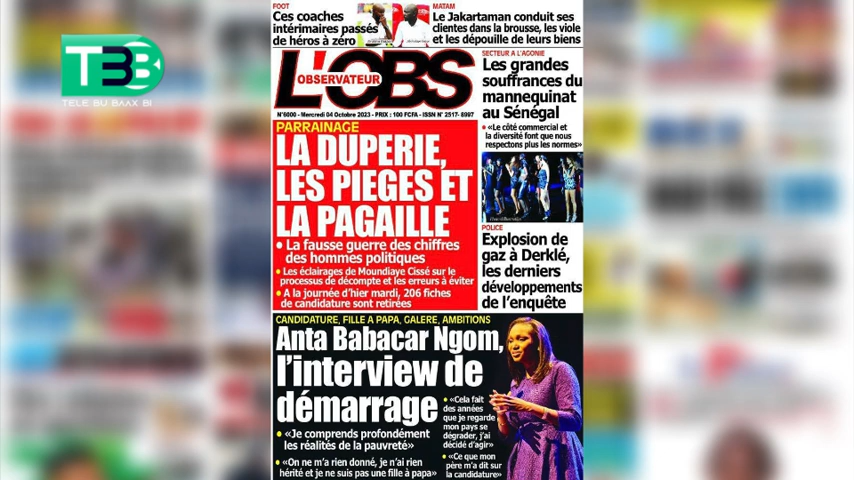 TBB
TELE BU BAAX BI
FOOT
Ces coaches
intérimaires passés
de héros à zéro
MATAM
Le Jakartaman conduit ses
clientes dans la brousse, les viole
et les dépouille de leurs biens
L'OBS
OBSERVATEUR
N°6000 - Mercredi 04 Octobre 2023 - PRIX : 100 FCFA - ISSN N° 2517- 8997
SECTEUR A L'AGONIE
Les grandes
souffrances du
mannequinat
au Sénégal
• «Le côté commercial et
la diversité font que nous
respectons plus les normes»
PARRAINAGE
LA DUPERIE,
LES PIEGES ET
LA PAGAILLE
• La fausse guerre des chiffres
des hommes politiques
• Les éclairages de Moundiaye Cissé sur le
processus de décompte et les erreurs à éviter
• A la journée d'hier mardi, 206 fiches
de candidature sont retirées
POLICE
Explosion de
gaz à Derklé,
les derniers
développements
de l'enquête
CANDIDATURE, FILLE A PAPA, GALERE, AMBITIONS
Anta Babacar Ngom,
l'interview de
démarrage
• «Je comprends profondément
les réalités de la pauvreté»
• «On ne m'a rien donné, je n'ai rien
hérité et je ne suis pas une fille à papa»
• «Cela fait
des années
que je regarde
mon pays se
dégrader, j'ai
décidé d'agir»
• «Ce que mon
père m'a dit sur
la candidature»